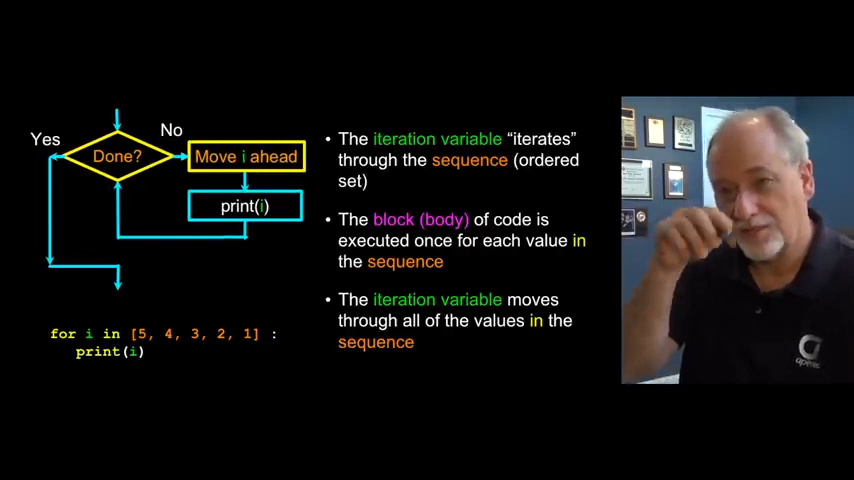 Yes
No
Done?
Move i ahead
print(i)
for i in [5, 4, 3, 2, 1] :
print(i)
• The iteration variable “iterates”
through the sequence (ordered
set)
• The block (body) of code is
executed once for each value in
the sequence
• The iteration variable moves
through all of the values in the
sequence
apereo